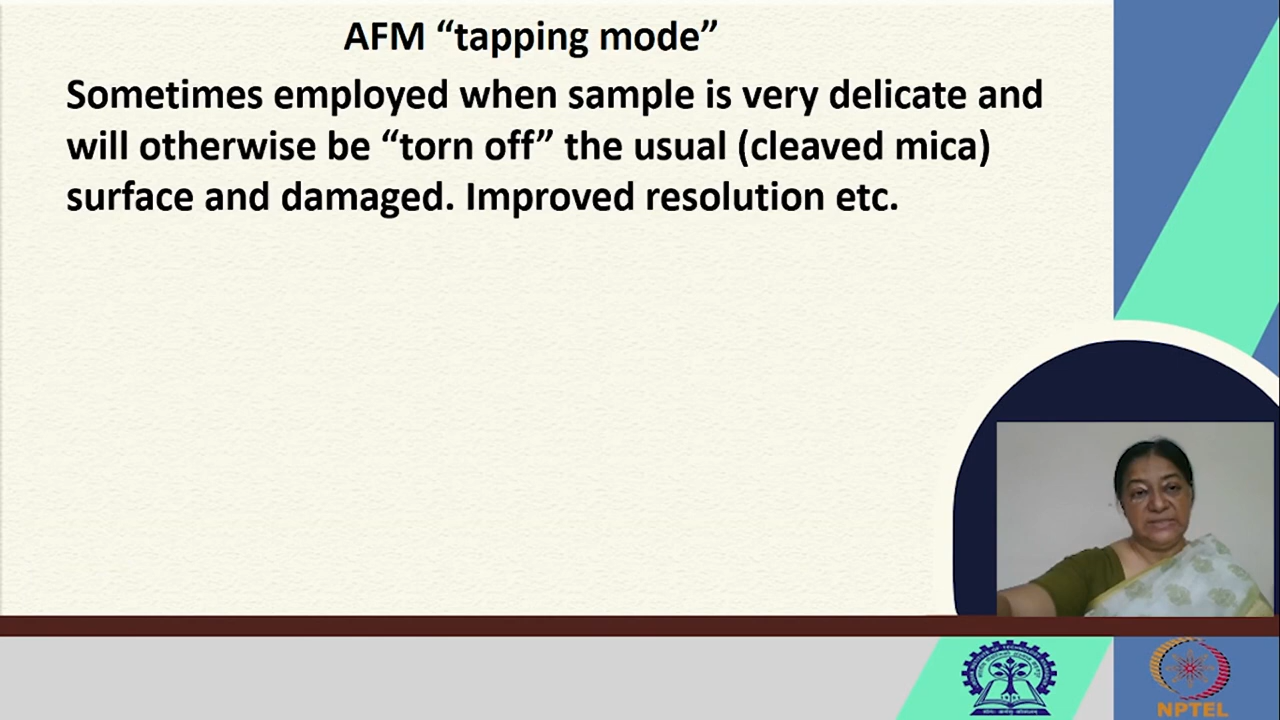 AFM “tapping mode”
Sometimes employed when sample is very delicate and
will otherwise be “torn off” the usual (cleaved mica)
surface and damaged. Improved resolution etc.
NPTEL